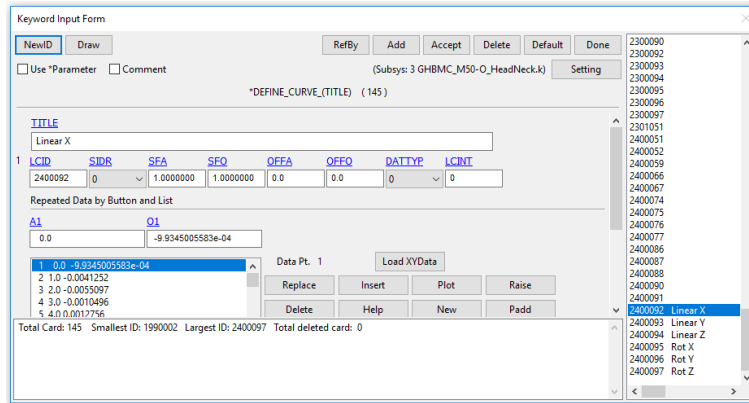 Keyword Input Form
NewID Draw RefBy Add Accept Delete Default Done
Use *Parameter Comment (Subsys: 3 GHBMC_M50-O_HeadNeck.k) Setting
*DEFINE_CURVE_(TITLE) (145)
TITLE
Linear X
1 LCID SIDR SFA SFO OFFA OFFO DATTYP LCINT
2400092 0 1.0000000 1.0000000 0.0 0.0 0 0
Repeated Data by Button and List
A1 O1
0.0 -9.9345005583e-04
1 0.0 -9.9345005583e-04
2 1.0 -0.0041252
3 2.0 -0.0055097
4 3.0 -0.0010496
5 4.0 0.0012756
Data Pt. 1 Load XYData
Replace Insert Plot Raise
Delete Help New Padd
Total Card: 145 Smallest ID: 1990002 Largest ID: 2400097 Total deleted card: 0
2300090
2300092
2300093
2300094
2300095
2300096
2300097
2301051
2400051
2400052
2400059
2400066
2400067
2400074
2400075
2400076
2400077
2400086
2400087
2400088
2400090
2400091
2400092 Linear X
2400093 Linear Y
2400094 Linear Z
2400095 Rot X
2400096 Rot Y
2400097 Rot Z